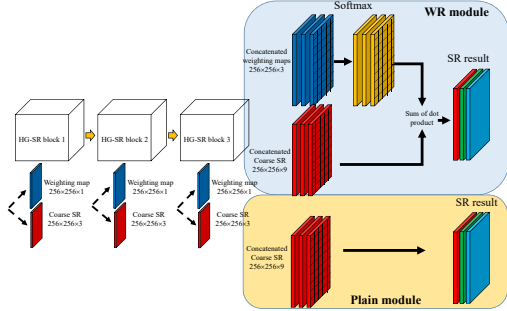 WR module
Softmax
Concatenated
weighting maps
256×256×3
SR result
Sum of dot
product
HG-SR block 1
HG-SR block 2
HG-SR block 3
Concatenated
Coarse SR
256×256×9
Weighting map
256×256×1
Weighting map
256×256×1
Weighting map
256×256×1
Coarse SR
256×256×3
Coarse SR
256×256×3
Coarse SR
256×256×3
SR result
Concatenated
Coarse SR
256×256×9
Plain module